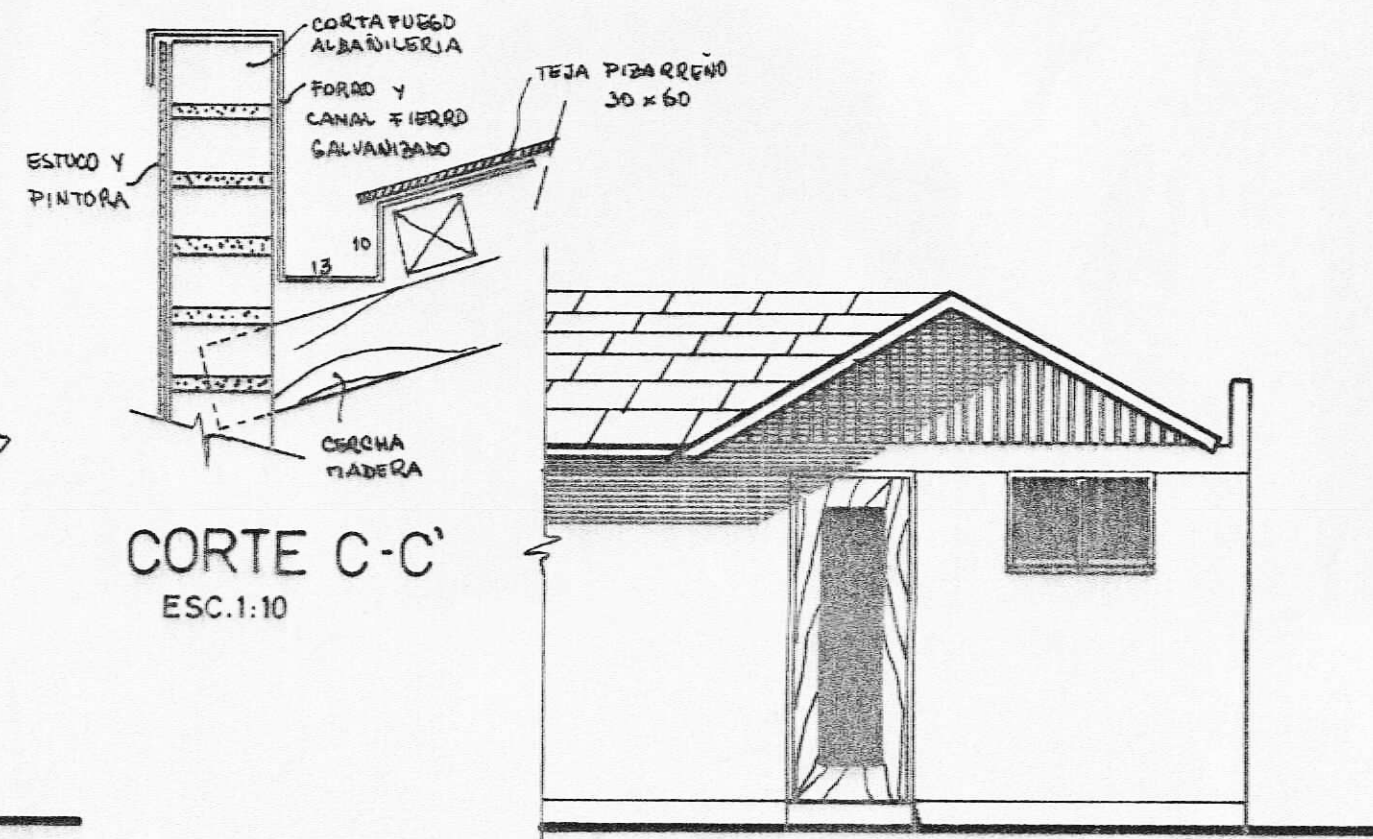 CORTAFUEGO
ALBAÑILERIA
FORRO Y
CANAL FIERRO
GALVANIZADO
TEJA PIZARREÑO
30 x 60
ESTUCO Y
PINTURA
10
13
CERCHA
MADERA
CORTE C-C'
ESC.1:10